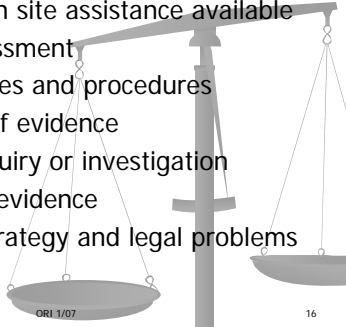 n site assistance available
ssment
es and procedures
f evidence
uiry or investigation
evidence
rategy and legal problems
ORI 1/07
16